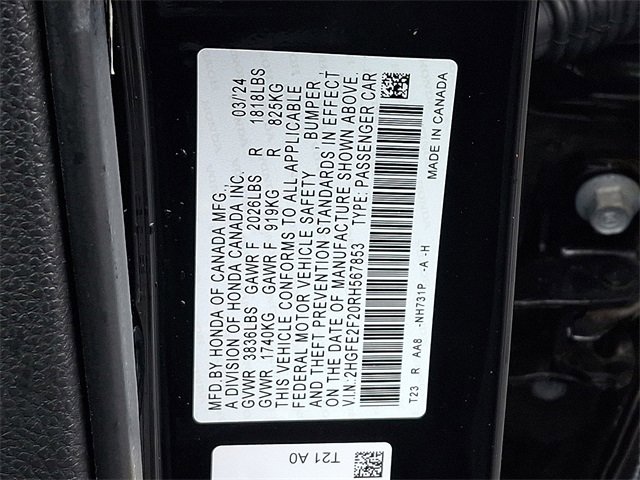 MFD. BY HONDA OF CANADA MFG.,
A DIVISION OF HONDA CANADA INC. 03/24
GVWR 3838LBS GAWR F 2026LBS R 1818LBS
GVWR 1740KG GAWR F 919KG R 825KG
THIS VEHICLE CONFORMS TO ALL APPLICABLE
FEDERAL MOTOR VEHICLE SAFETY, BUMPER,
AND THEFT PREVENTION STANDARDS IN EFFECT
ON THE DATE OF MANUFACTURE SHOWN ABOVE.
V.I.N.:2HGFE2F20RH567853 TYPE: PASSENGER CAR
T23 R AA8 -NH731P -A -H MADE IN CANADA
T21 A0